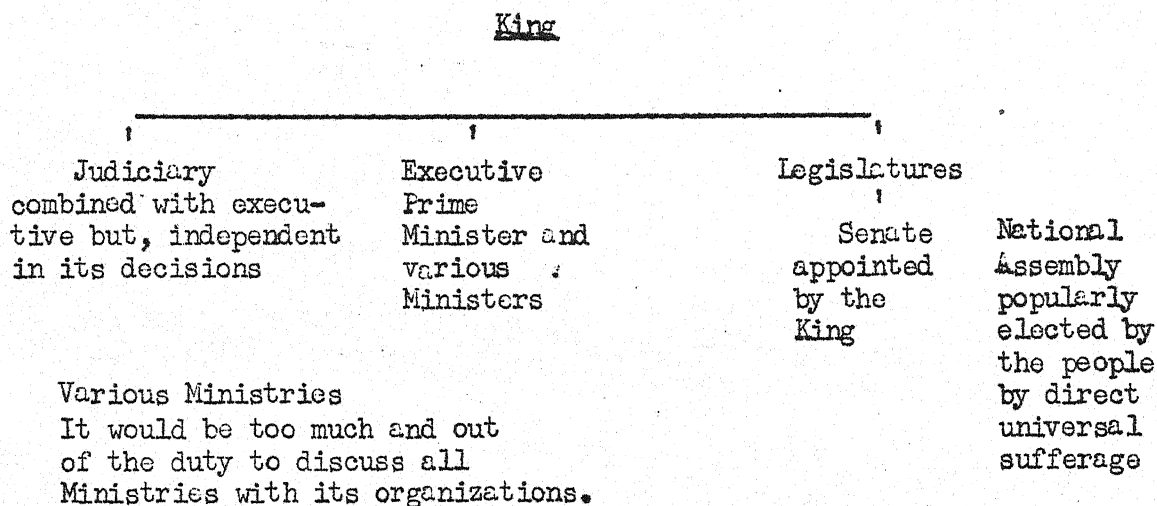 King
Judiciary
combined with execu-
tive but, independent
in its decisions
Executive
Prime
Minister and
various
Ministers
Legislatures
Senate
appointed
by the
King
National
Assembly
popularly
elected by
the people
by direct
universal
sufferage
Various Ministries
It would be too much and out
of the duty to discuss all
Ministries with its organizations.